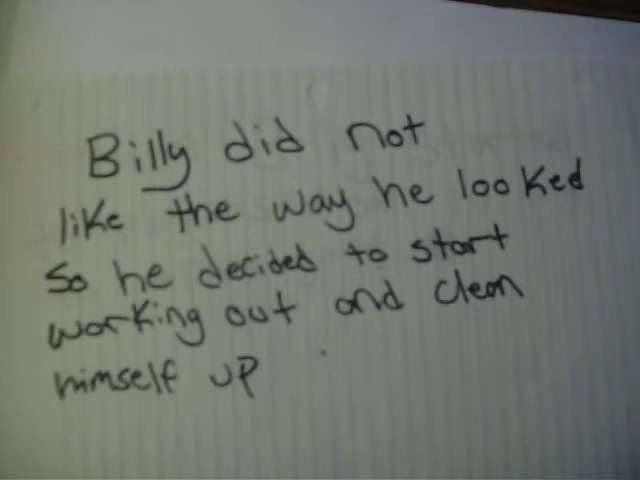 Billy did not
like the way he looked
so he decided to start
working out and clean
himself up